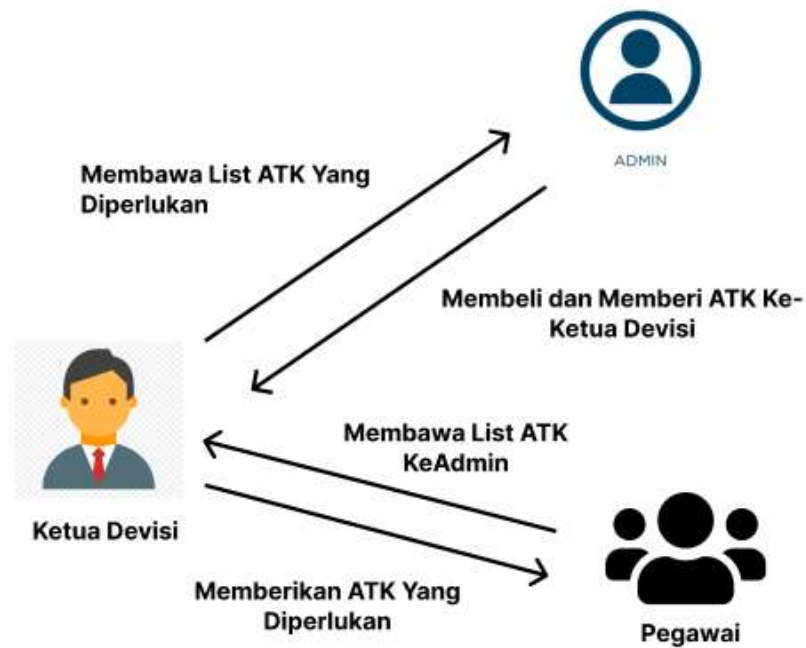 ADMIN
Membawa List ATK Yang
Diperlukan
Membeli dan Memberi ATK Ke-
Ketua Devisi
Membawa List ATK
KeAdmin
Ketua Devisi
Memberikan ATK Yang
Diperlukan
Pegawai